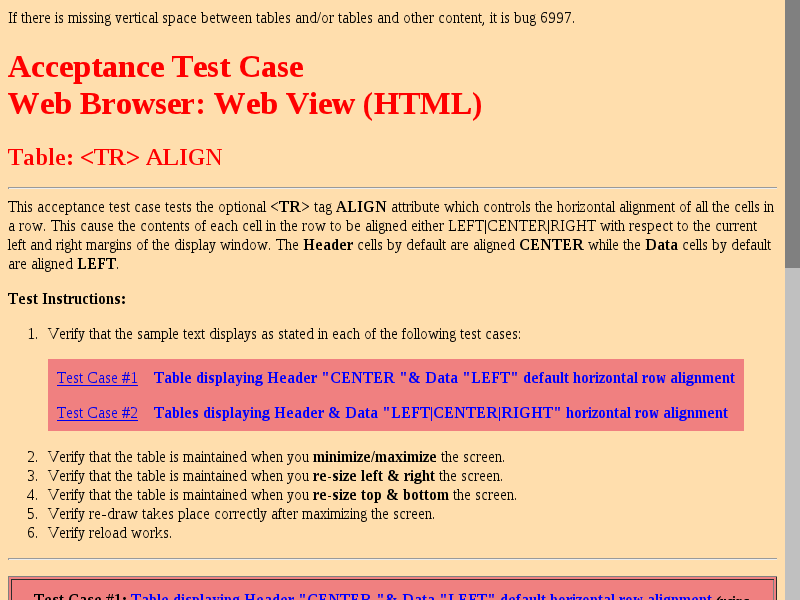 If there is missing vertical space between tables and/or tables and other content, it is bug 6997.
Acceptance Test Case
Web Browser: Web View (HTML)
Table: <TR> ALIGN
This acceptance test case tests the optional <TR> tag ALIGN attribute which controls the horizontal alignment of all the cells in
a row. This cause the contents of each cell in the row to be aligned either LEFT|CENTER|RIGHT with respect to the current
left and right margins of the display window. The Header cells by default are aligned CENTER while the Data cells by default
are aligned LEFT.
Test Instructions:
1. Verify that the sample text displays as stated in each of the following test cases:
Test Case #1 Table displaying Header "CENTER "& Data "LEFT" default horizontal row alignment
Test Case #2 Tables displaying Header & Data "LEFT|CENTER|RIGHT" horizontal row alignment
2. Verify that the table is maintained when you minimize/maximize the screen.
3. Verify that the table is maintained when you re-size left & right the screen.
4. Verify that the table is maintained when you re-size top & bottom the screen.
5. Verify re-draw takes place correctly after maximizing the screen.
6. Verify reload works.
Test Case #1: Table displaying Header "CENTER "& Data "LEFT" default horizontal row alignment